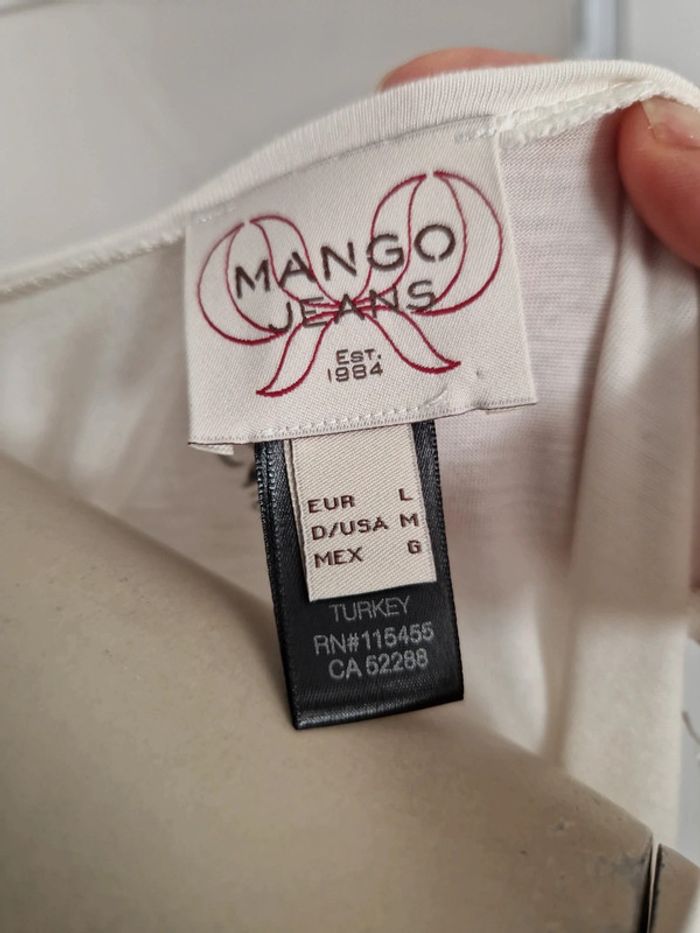 MANGO
JEANS
EST.
1984
EUR L
D/USA M
MEX G
TURKEY
RN#115455
CA 52288